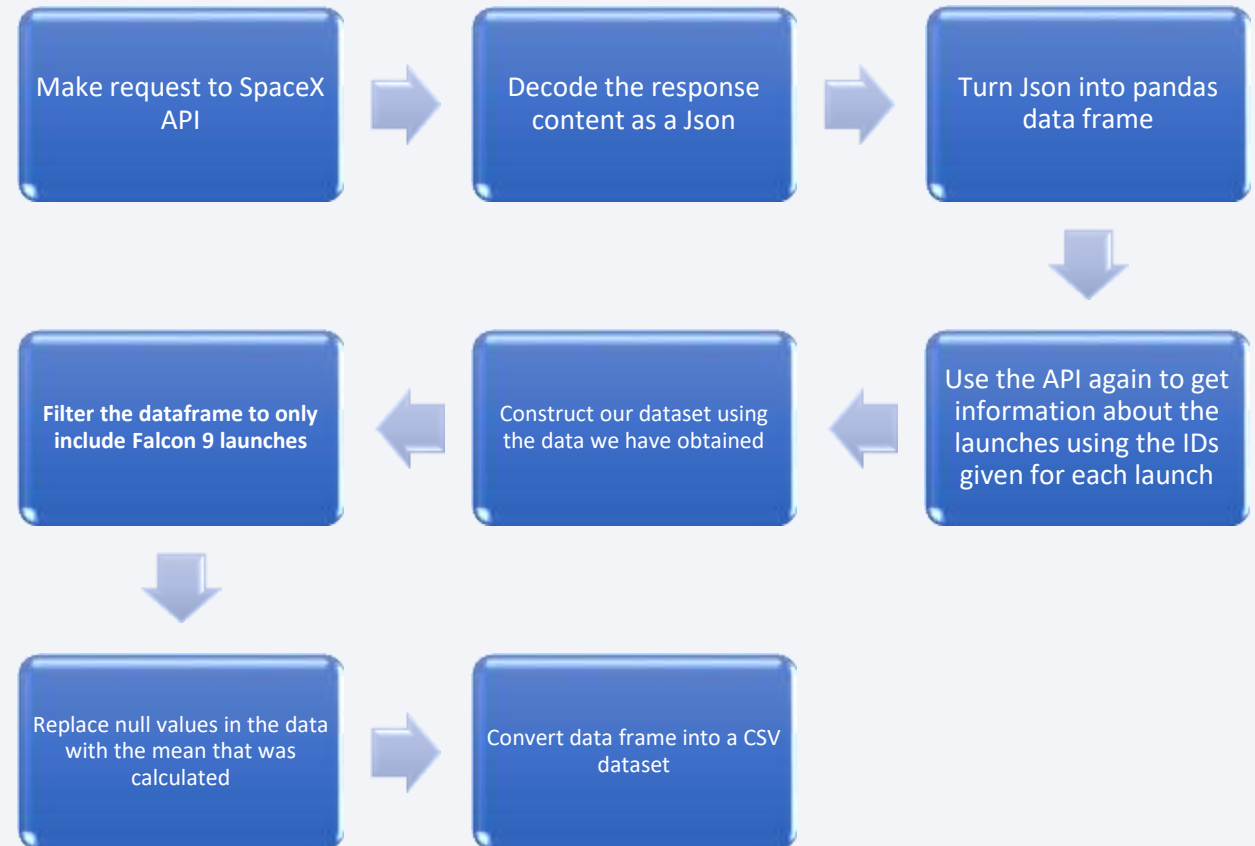 Make request to SpaceX
API
Decode the response
content as a Json
Turn Json into pandas
data frame
Use the API again to get
information about the
launches using the IDs
given for each launch
Construct our dataset using
the data we have obtained
Filter the dataframe to only
include Falcon 9 launches
Replace null values in the data
with the mean that was
calculated
Convert data frame into a CSV
dataset